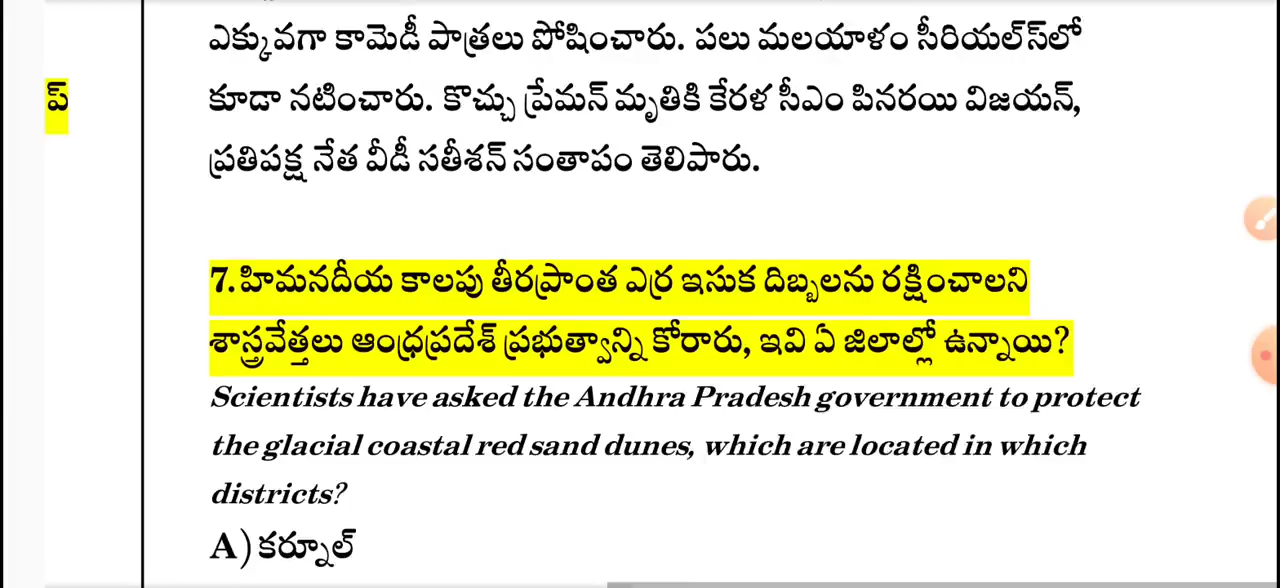 ఎక్కువగా కామెడీ పాత్రలు పోషించారు. పలు మలయాళం సీరియల్స్‌లో
ప్
కూడా నటించారు. కొచ్చు ప్రేమన్ మృతికి కేరళ సీఎం పినరయి విజయన్,
ప్రతిపక్ష నేత వీడీ సతీశన్ సంతాపం తెలిపారు.
7.హిమనదీయ కాలపు తీరప్రాంత ఎర్ర ఇసుక దిబ్బలను రక్షించాలని
శాస్త్రవేత్తలు ఆంధ్రప్రదేశ్ ప్రభుత్వాన్ని కోరారు, ఇవి ఏ జిలాల్లో ఉన్నాయి?
Scientists have asked the Andhra Pradesh government to protect
the glacial coastal red sand dunes, which are located in which
districts?
A) కర్నూల్